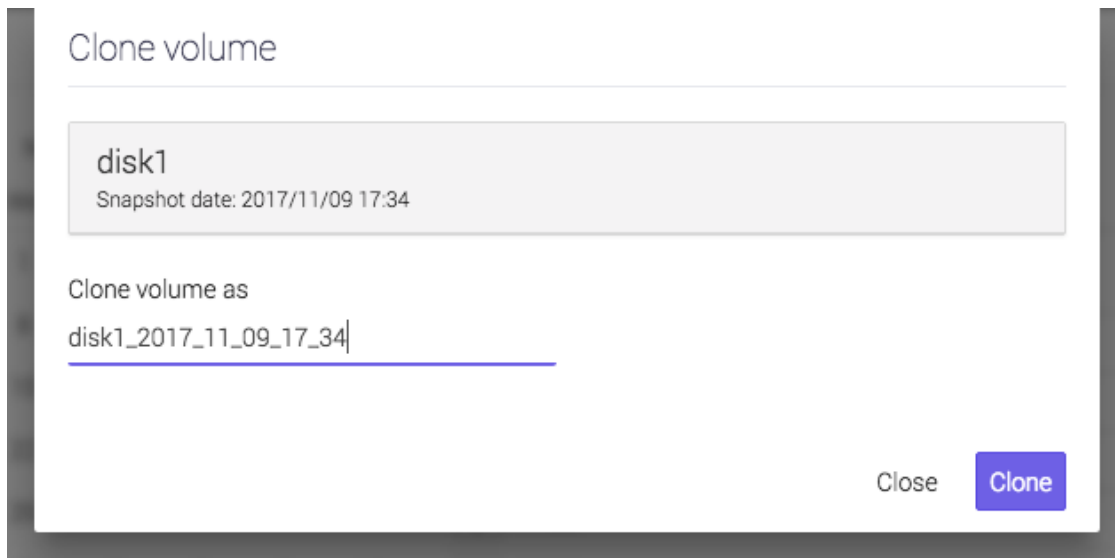 Clone volume
disk1
Snapshot date: 2017/11/09 17:34
Clone volume as
disk1_2017_11_09_17_34
Close
Clone